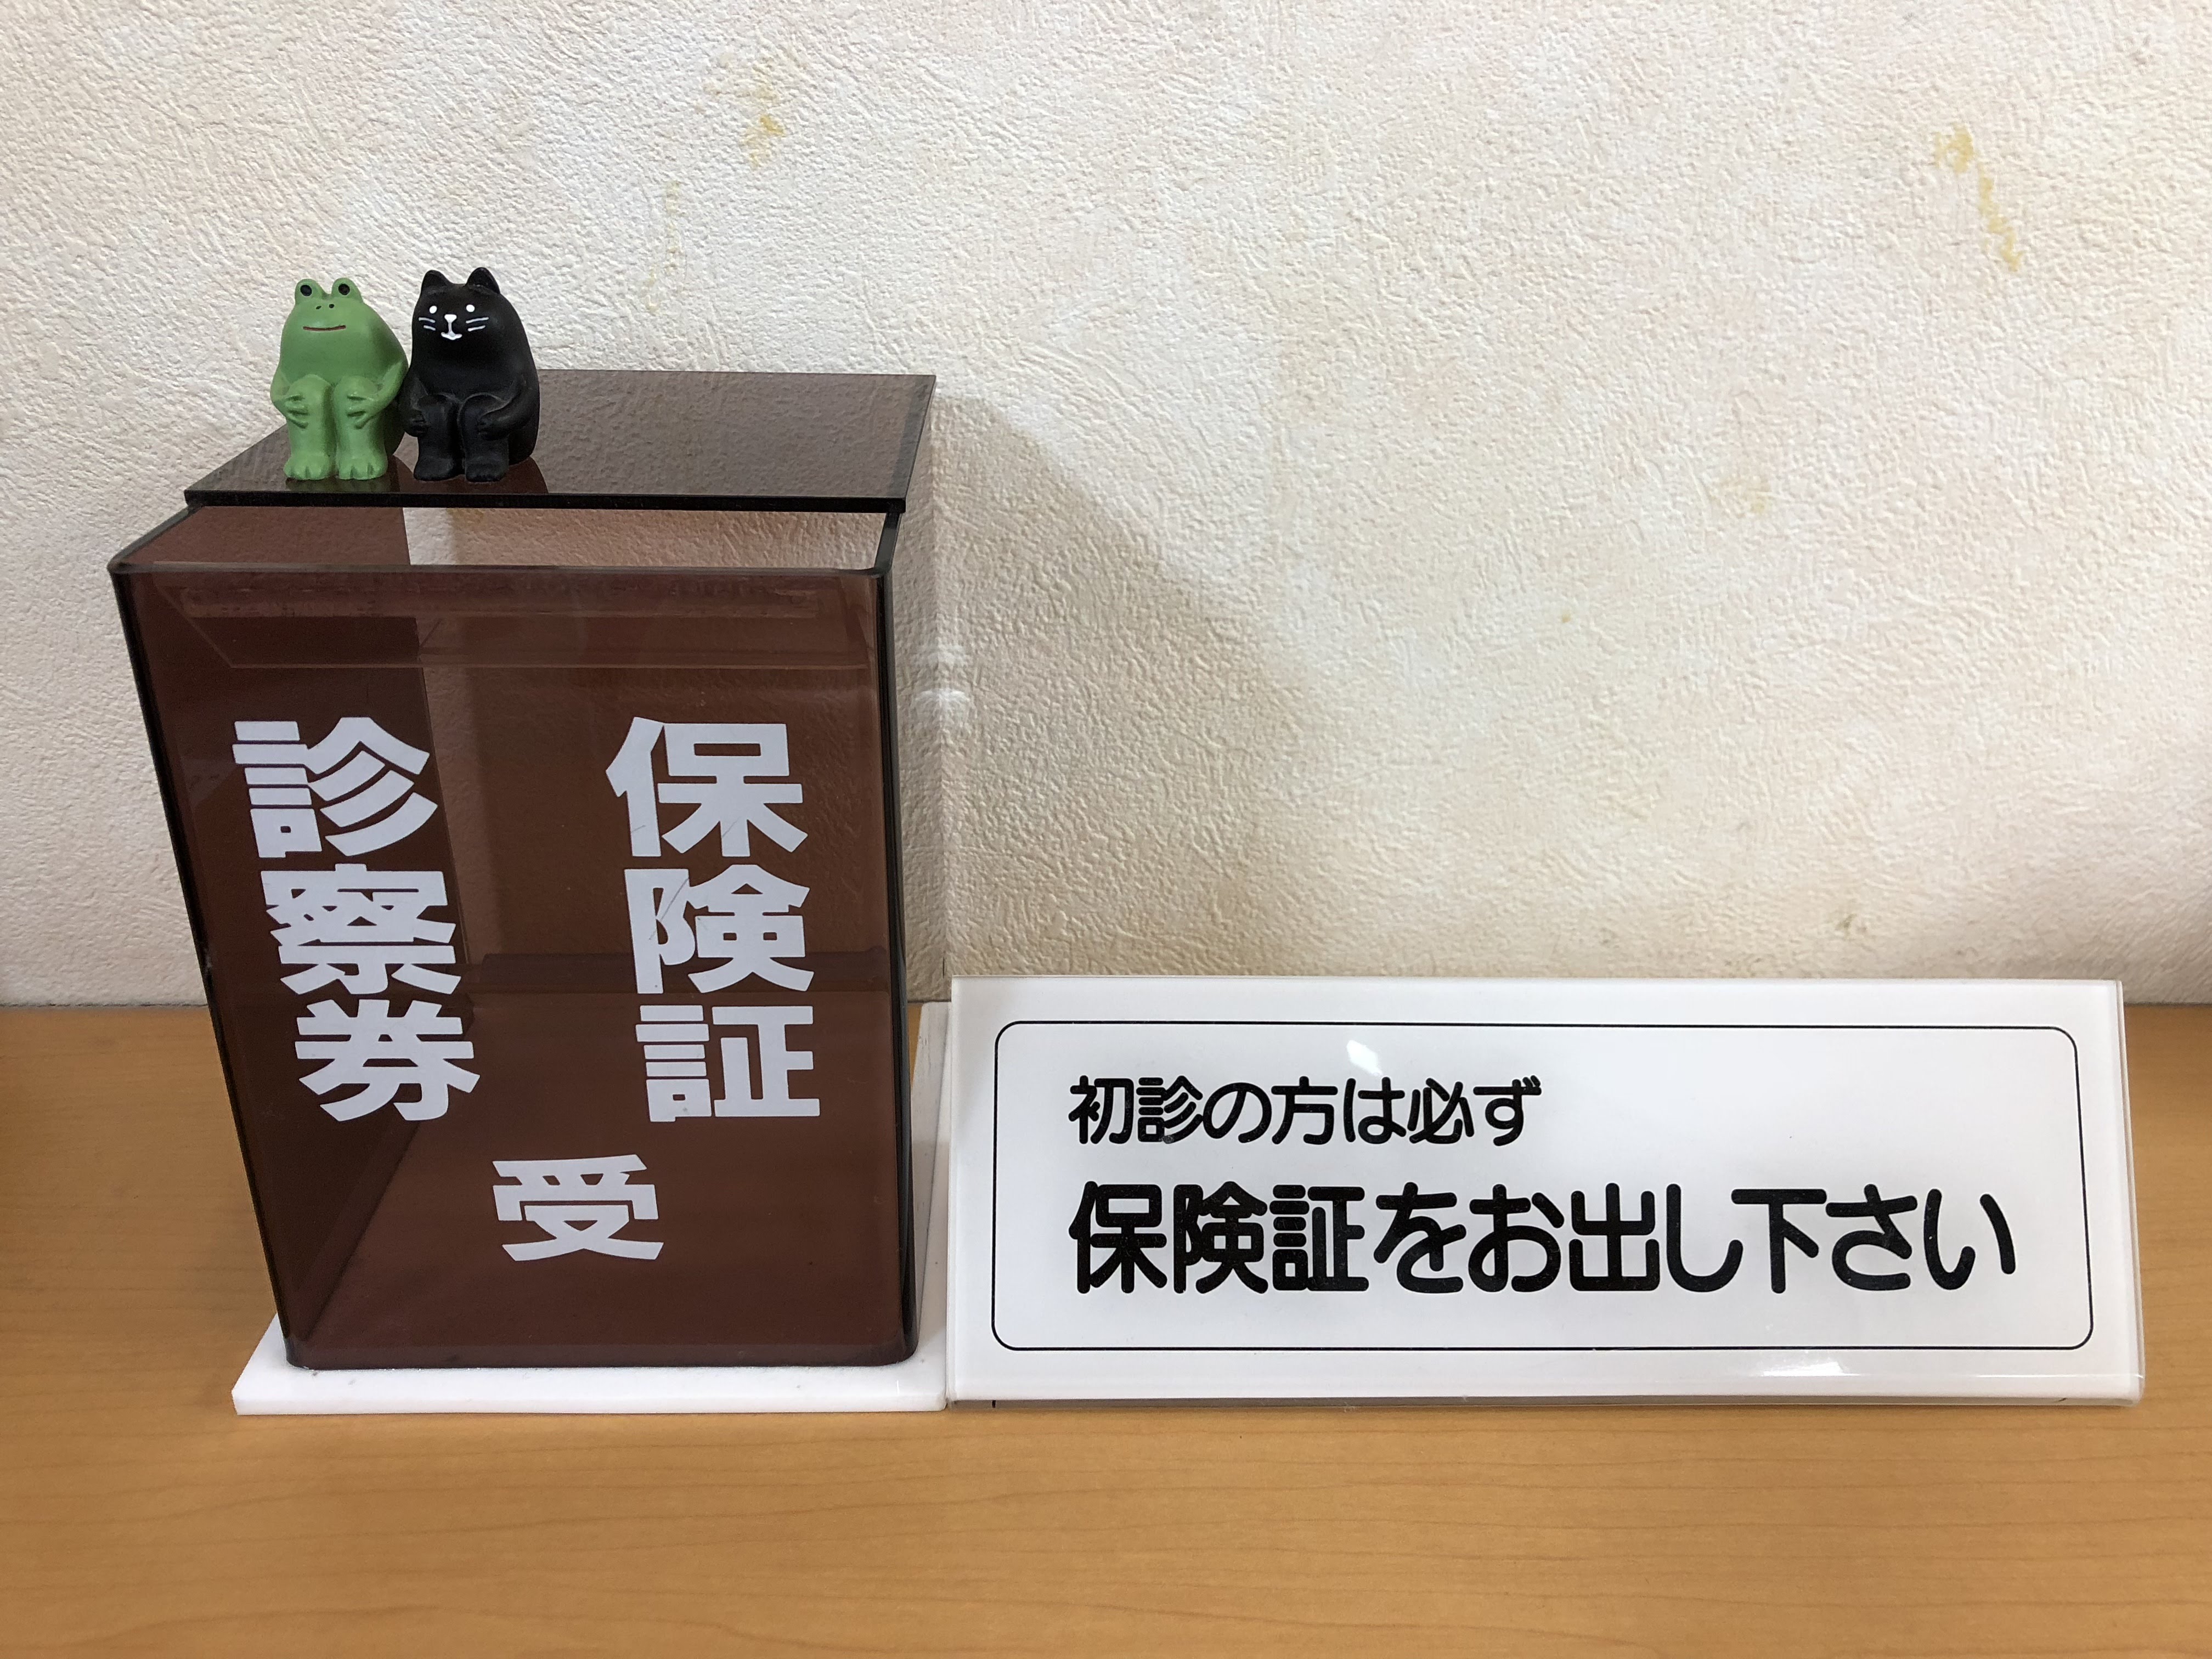 保険証
診察券
受
初診の方は必ず
保険証をお出し下さい